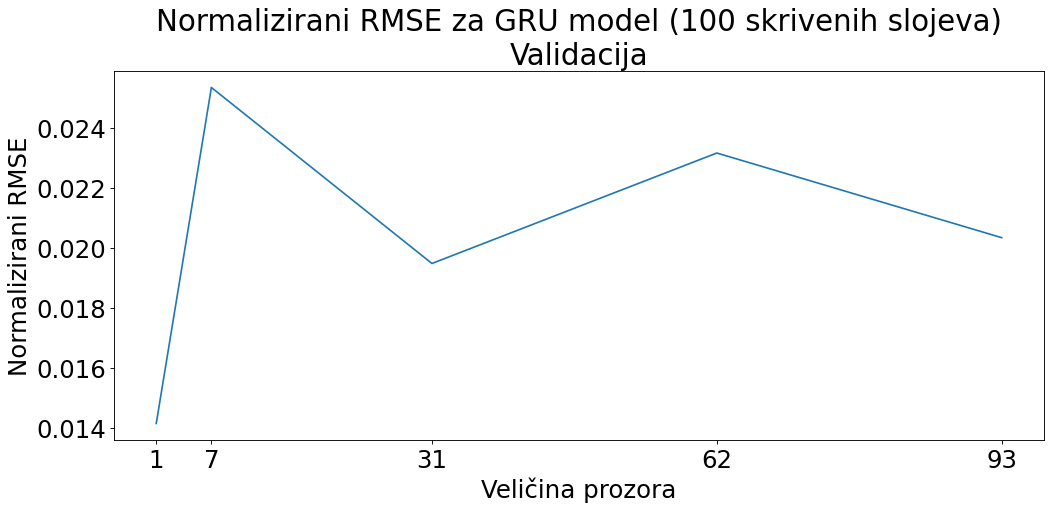 Normalizirani RMSE za GRU model (100 skrivenih slojeva)
Validacija
Normalizirani RMSE
0.024
0.022
0.020
0.018
0.016
0.014
1 7 31 62 93
Veličina prozora